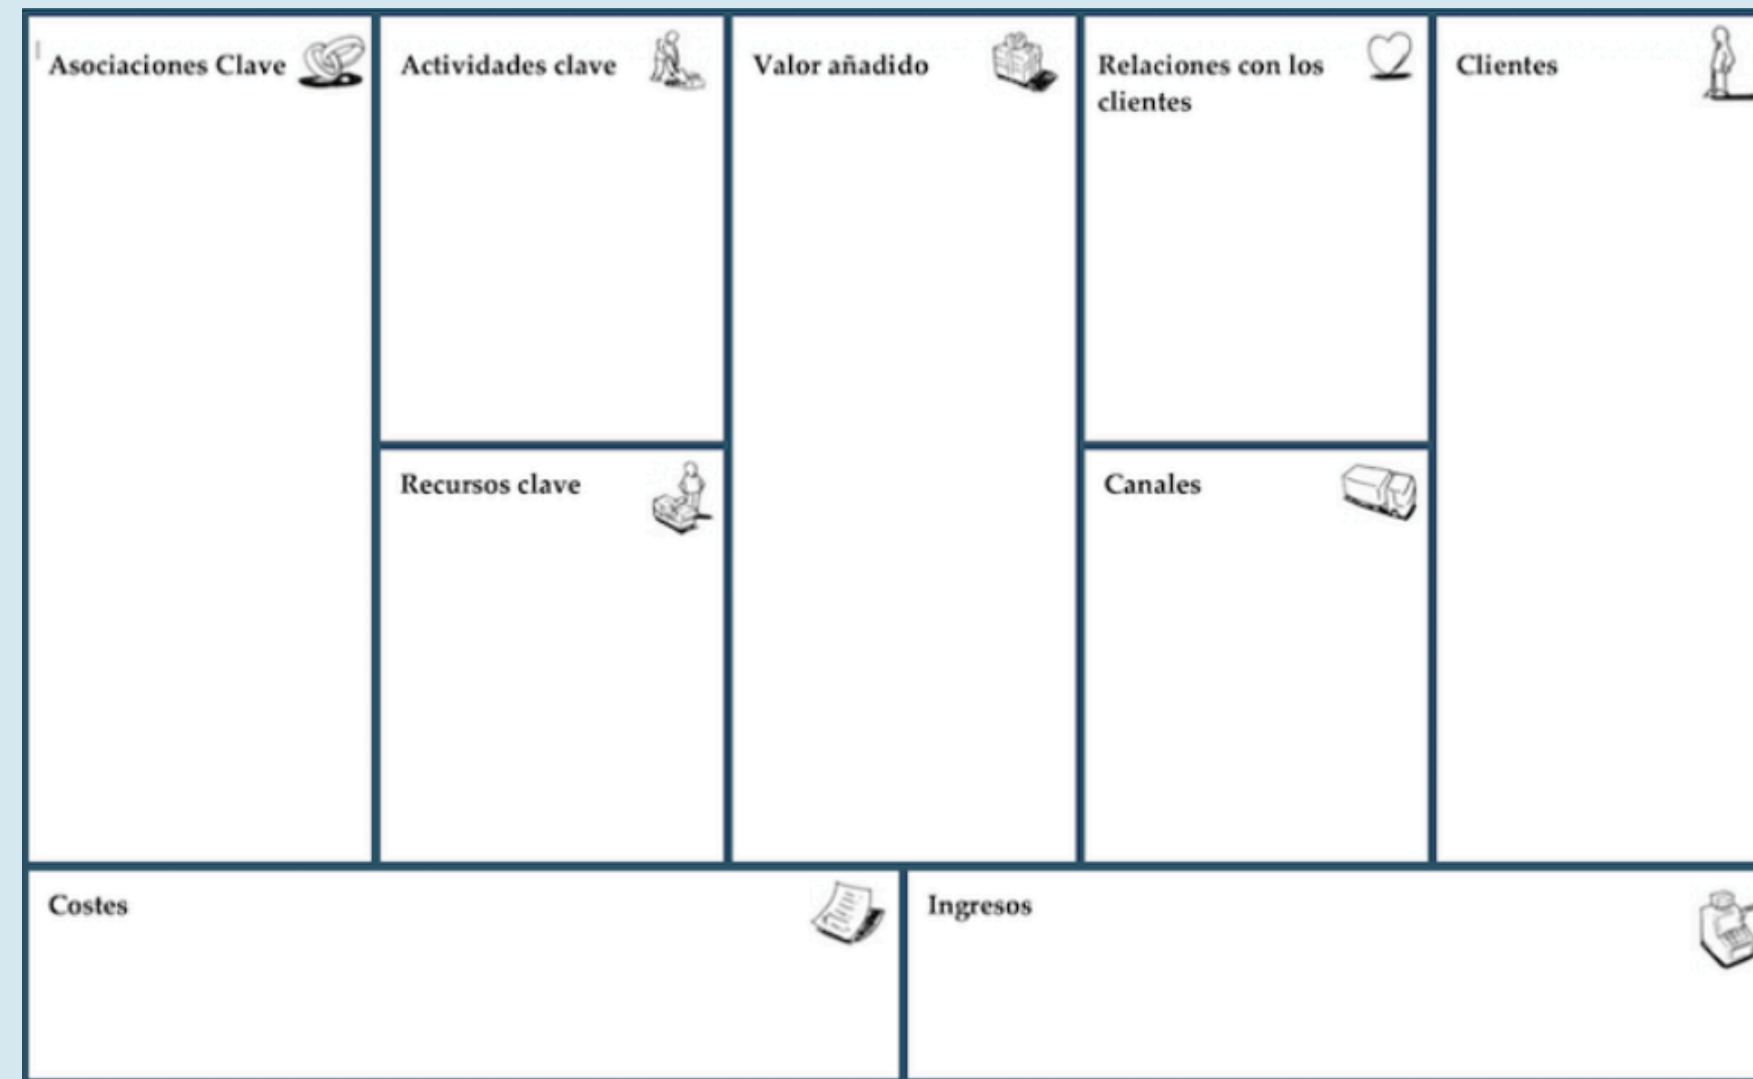 Asociaciones Clave
Actividades clave
Valor añadido
Relaciones con los
clientes
Clientes
Recursos clave
Canales
Costes
Ingresos